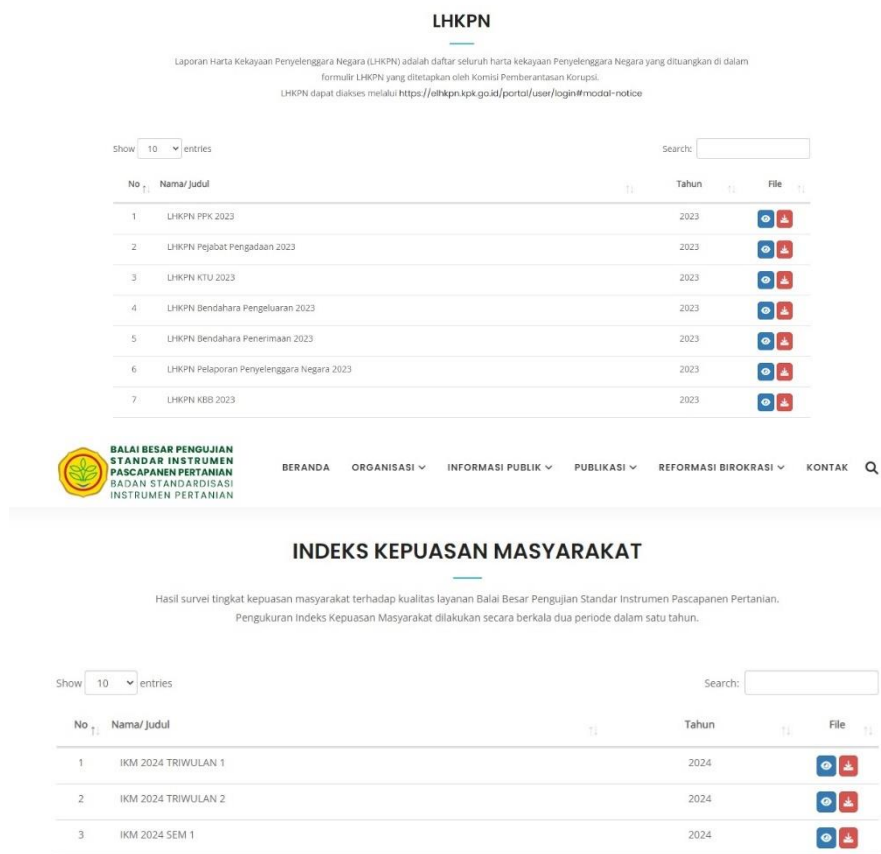 LHKPN
Laporan Harta Kekayaan Penyelenggara Negara (LHKPN) adalah daftar seluruh harta kekayaan Penyelenggara Negara yang dituangkan di dalam
formulir LHKPN yang ditetapkan oleh Komisi Pemberantasan Korupsi.
LHKPN dapat diakses melalui https://elhkpn.kpk.go.id/portal/user/login#modal-notice
Show 10 entries Search:
No Nama/ Judul Tahun File
1 LHKPN PPK 2023 2023
2 LHKPN Pejabat Pengadaan 2023 2023
3 LHKPN KTU 2023 2023
4 LHKPN Bendahara Pengeluaran 2023 2023
5 LHKPN Bendahara Penerimaan 2023 2023
6 LHKPN Pelaporan Penyelenggara Negara 2023 2023
7 LHKPN KBB 2023 2023
BALAI BESAR PENGUJIAN
STANDAR INSTRUMEN
PASCAPANEN PERTANIAN
BADAN STANDARDISASI
INSTRUMEN PERTANIAN
BERANDA ORGANISASI INFORMASI PUBLIK PUBLIKASI REFORMASI BIROKRASI KONTAK
INDEKS KEPUASAN MASYARAKAT
Hasil survei tingkat kepuasan masyarakat terhadap kualitas layanan Balai Besar Pengujian Standar Instrumen Pascapanen Pertanian.
Pengukuran Indeks Kepuasan Masyarakat dilakukan secara berkala dua periode dalam satu tahun.
Show 10 entries Search:
No Nama/ Judul Tahun File
1 IKM 2024 TRIWULAN 1 2024
2 IKM 2024 TRIWULAN 2 2024
3 IKM 2024 SEM 1 2024